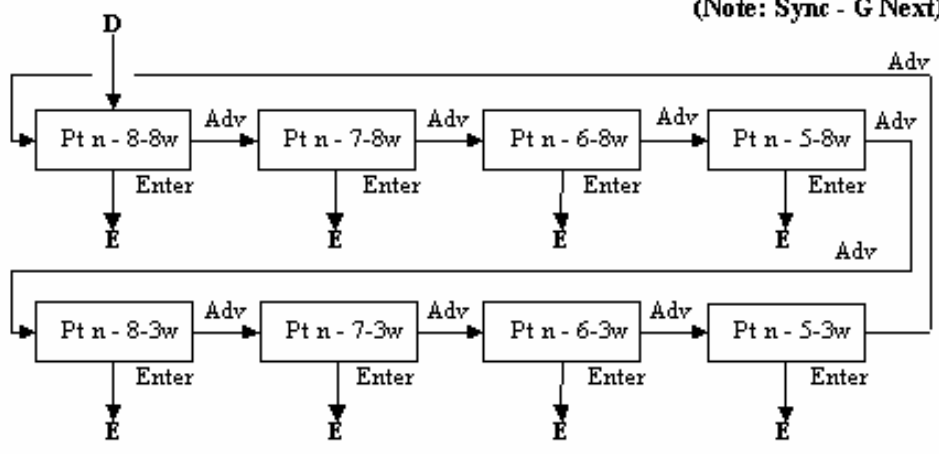 (Note: Sync - G Next)
D
Adv
Pt n - 8-8w Adv Pt n - 7-8w Adv Pt n - 6-8w Adv Pt n - 5-8w Adv
Enter Enter Enter Enter
E E E E
Adv
Pt n - 8-3w Adv Pt n - 7-3w Adv Pt n - 6-3w Adv Pt n - 5-3w
Enter Enter Enter Enter
E E E E